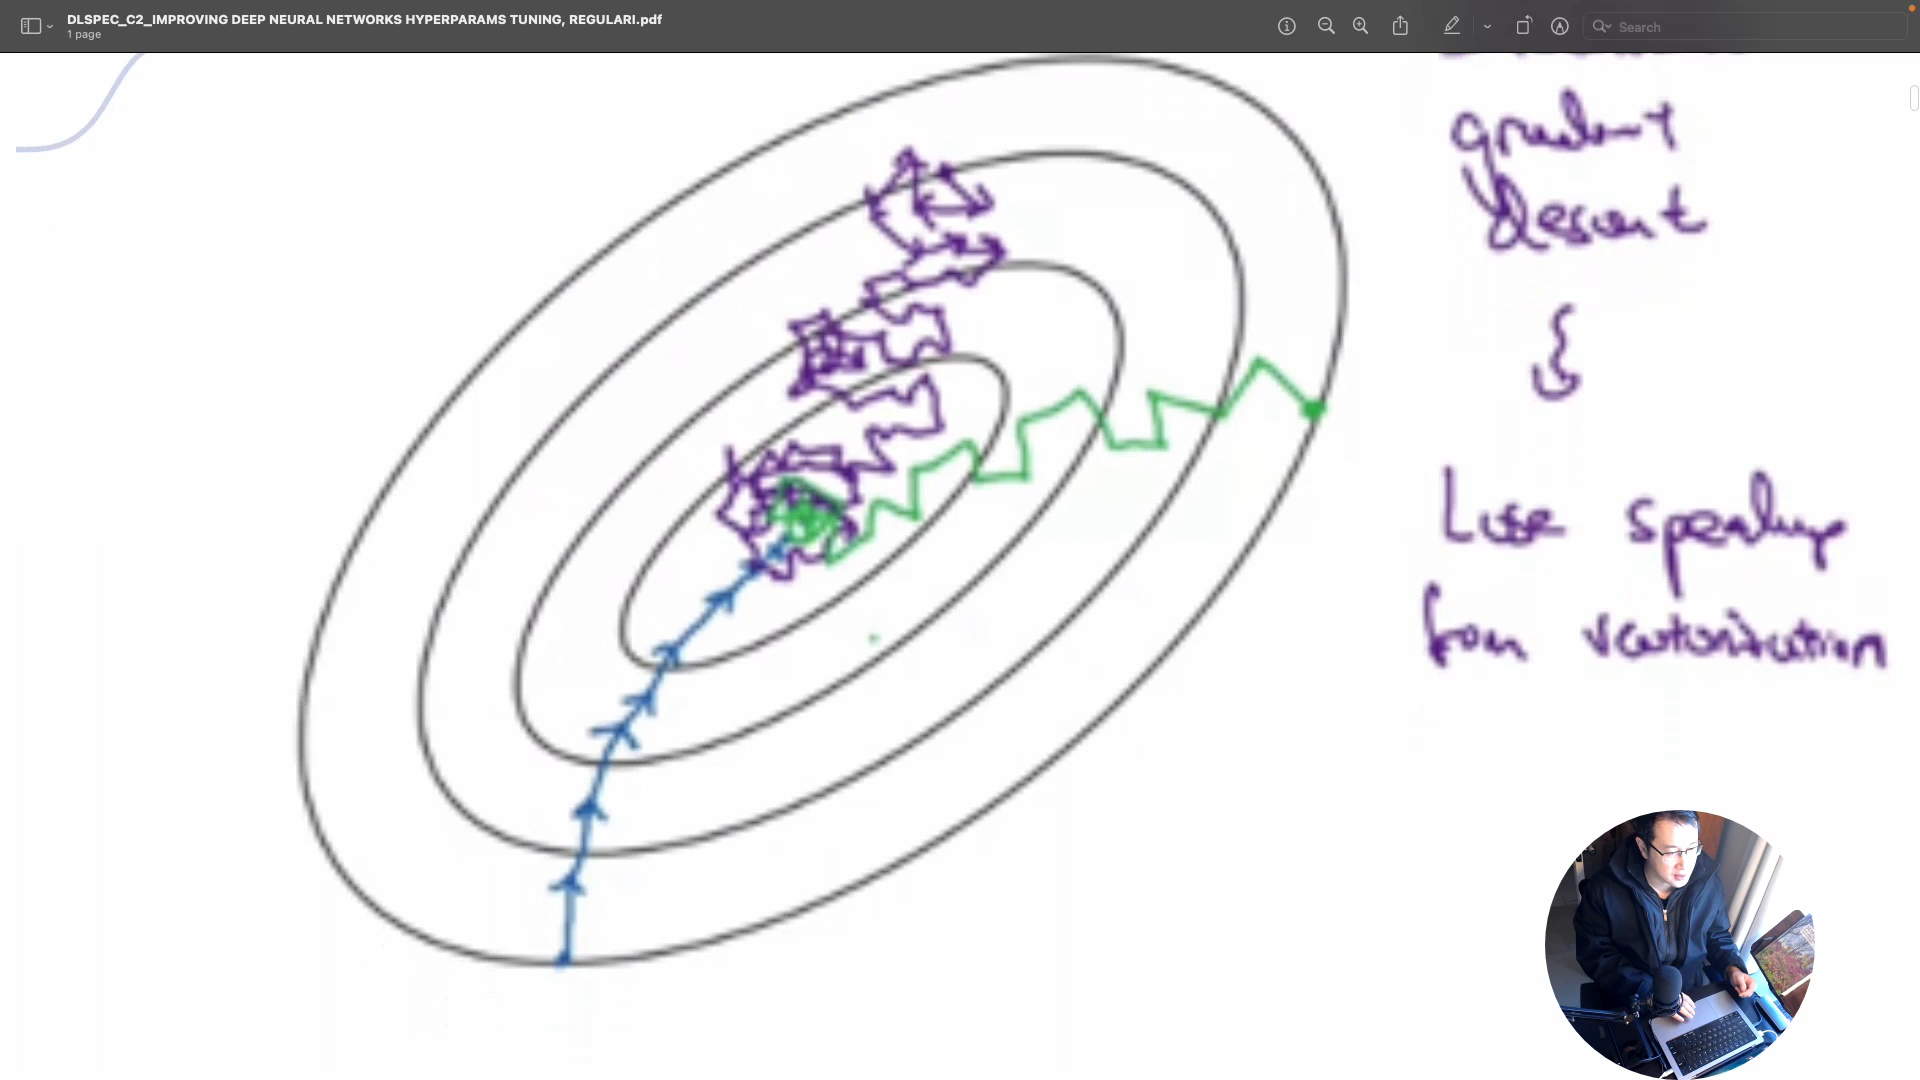 DLSPEC_C2_IMPROVING DEEP NEURAL NETWORKS HYPERPARAMS TUNING, REGULARI.pdf
1 page
Search
gradient
descent
Lose speedup
from vectorization